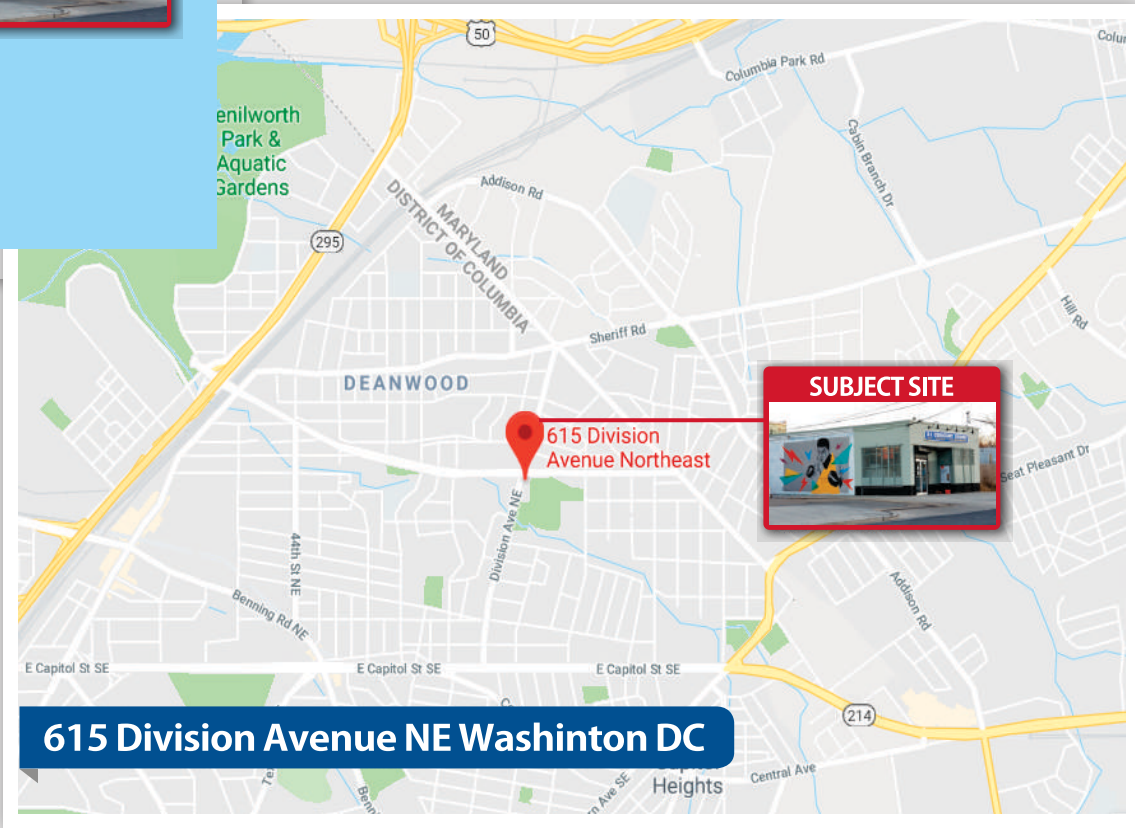 50
Columbia Park Rd
enilworth
Park &
Aquatic
Gardens
Cabin Branch Dr
Addison Rd
295
MARYLAND
DISTRICT OF COLUMBIA
Hill Rd
Sheriff Rd
DEANWOOD
SUBJECT SITE
615 Division
Avenue Northeast
Seat Pleasant Dr
Division Ave NE
44th St NE
Addison Rd
Benning Rd NE
E Capitol St SE
E Capitol St SE
E Capitol St SE
214
615 Division Avenue NE Washinton DC
Central Ave
Heights